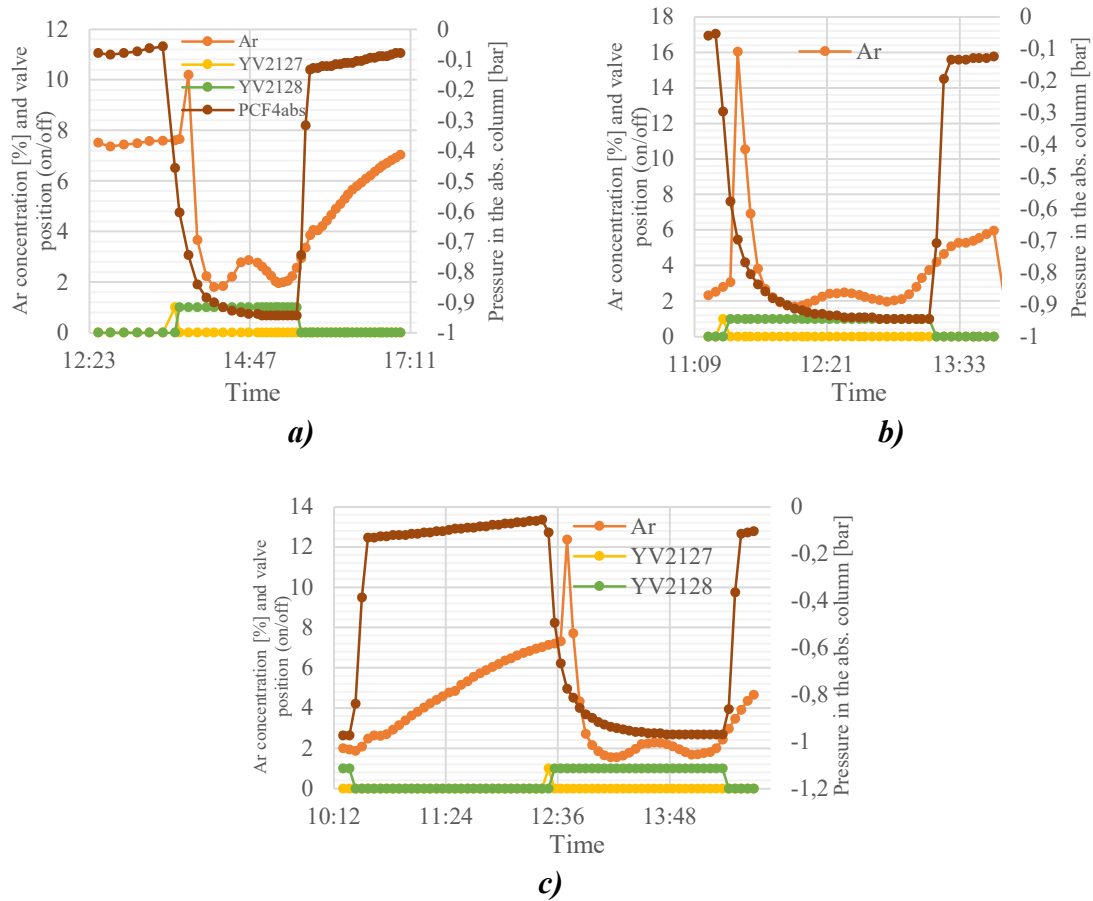 12
10
8
6
4
2
0
Ar concentration [%] and valve
position (on/off)
Ar
YV2127
YV2128
PCF4abs
0
-0,1
-0,2
-0,3
-0,4
-0,5
-0,6
-0,7
-0,8
-0,9
-1
Pressure in the abs. column [bar]
12:23
14:47
17:11
Time
a)
18
16
14
12
10
8
6
4
2
0
Ar concentration [%] and valve
position (on/off)
Ar
0
-0,1
-0,2
-0,3
-0,4
-0,5
-0,6
-0,7
-0,8
-0,9
-1
Pressure in the abs. column [bar]
11:09
12:21
13:33
Time
b)
14
12
10
8
6
4
2
0
Ar concentration [%] and valve
position (on/off)
Ar
YV2127
YV2128
0
-0,2
-0,4
-0,6
-0,8
-1
-1,2
Pressure in the abs. column [bar]
10:12
11:24
12:36
13:48
Time
c)